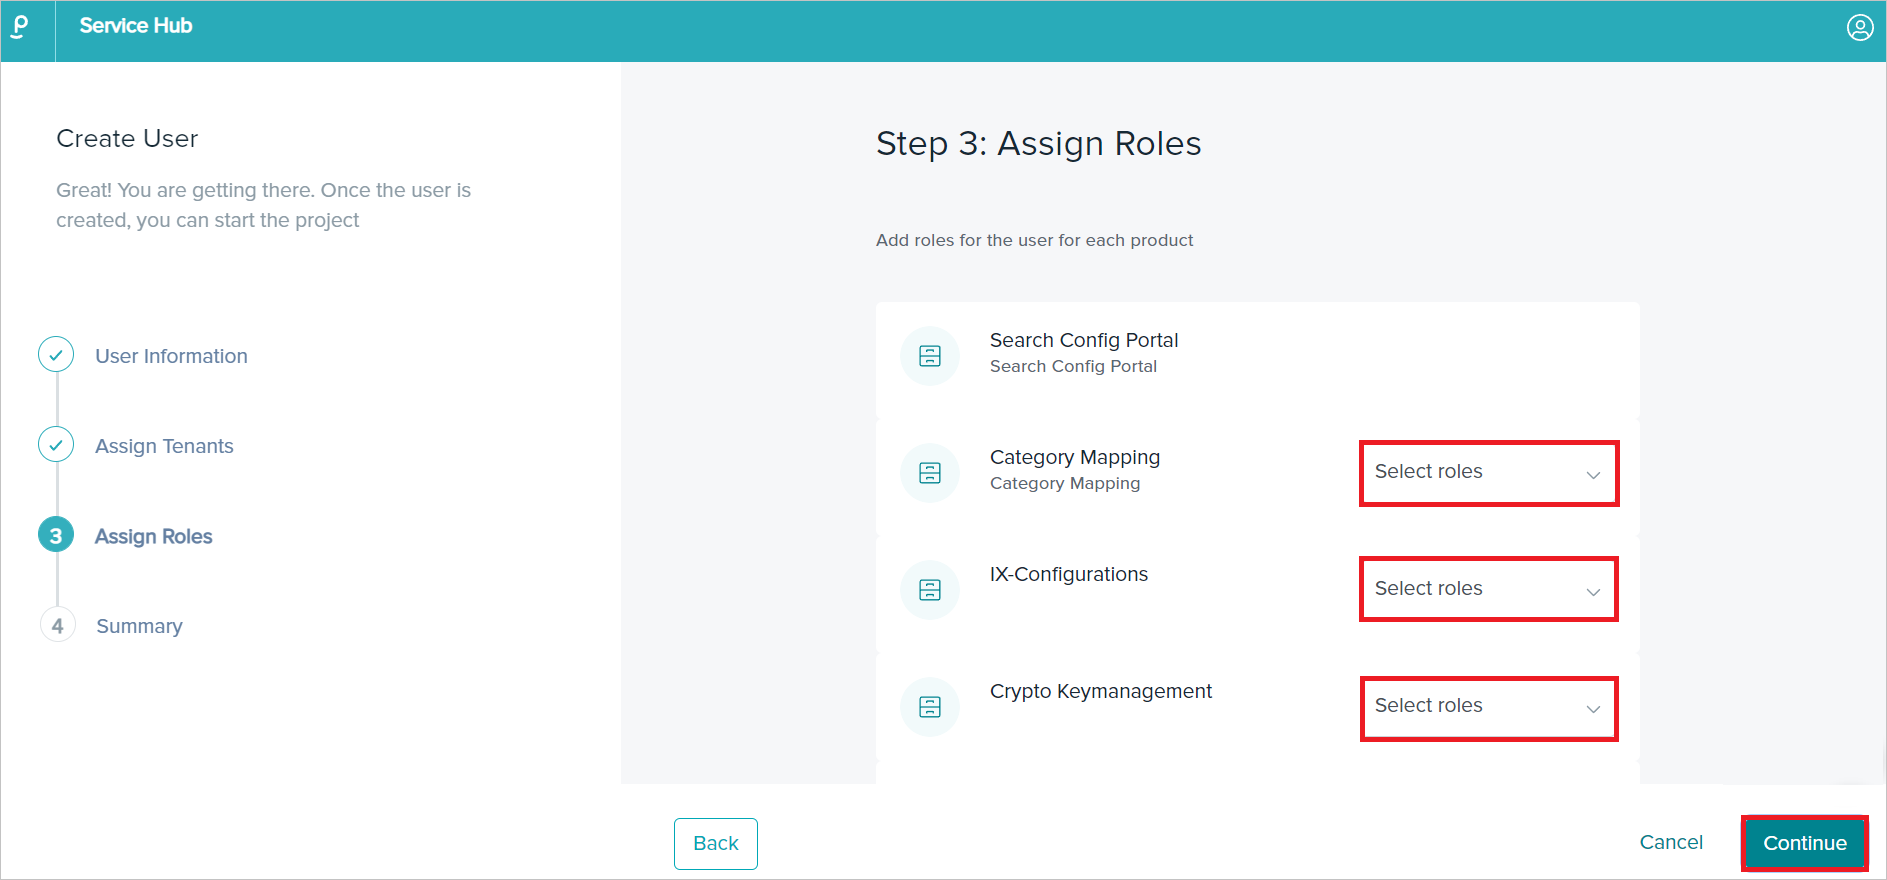 Service Hub
Create User
Great! You are getting there. Once the user is
created, you can start the project
User Information
Assign Tenants
3 Assign Roles
4 Summary
Step 3: Assign Roles
Add roles for the user for each product
Search Config Portal
Search Config Portal
Category Mapping
Category Mapping
Select roles
IX-Configurations
Select roles
Crypto Keymanagement
Select roles
Back
Cancel
Continue